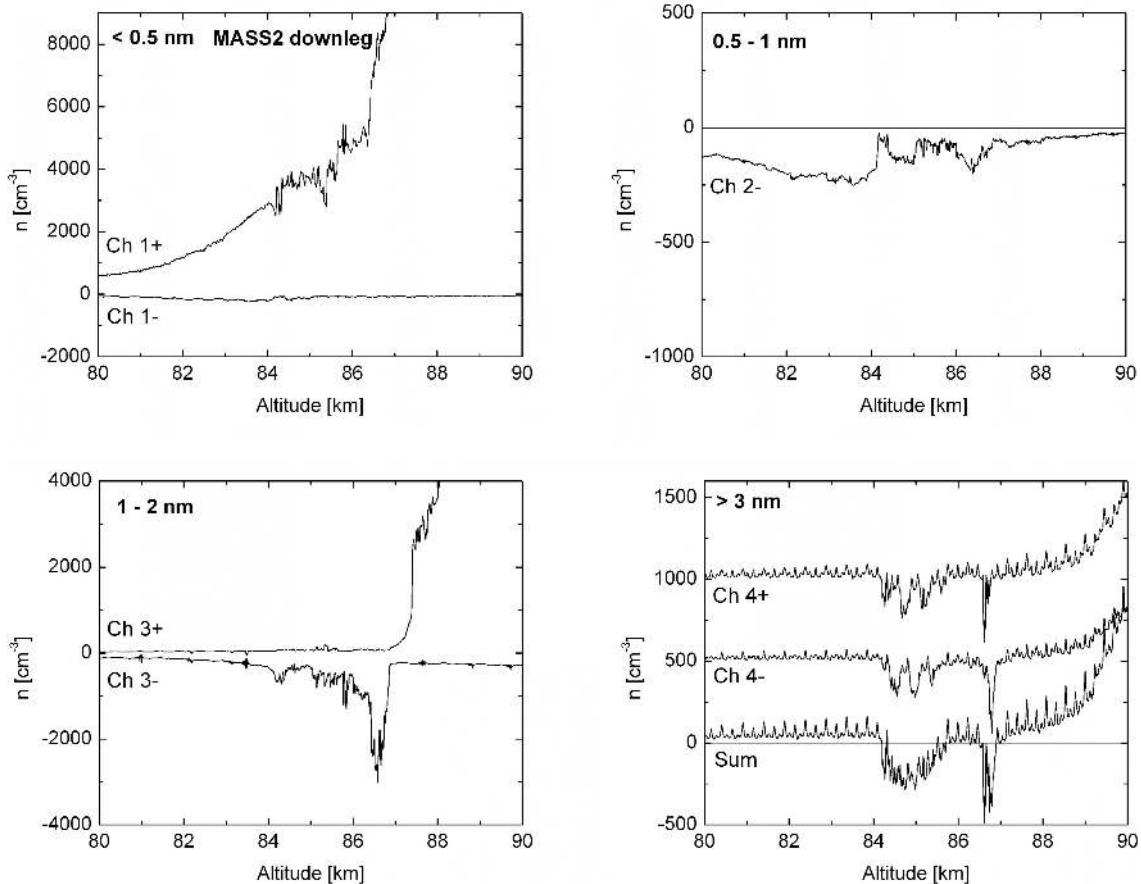 < 0.5 nm MASS2 downleg
n [cm-3]
8000
6000
4000
2000
0
-2000
Ch 1+
Ch 1-
80 82 84 86 88 90
Altitude [km]
0.5 - 1 nm
n [cm-3]
500
0
-500
-1000
Ch 2-
80 82 84 86 88 90
Altitude [km]
1 - 2 nm
n [cm-3]
4000
2000
0
-2000
-4000
Ch 3+
Ch 3-
80 82 84 86 88 90
Altitude [km]
> 3 nm
n [cm-3]
1500
1000
500
0
-500
Ch 4+
Ch 4-
Sum
80 82 84 86 88 90
Altitude [km]